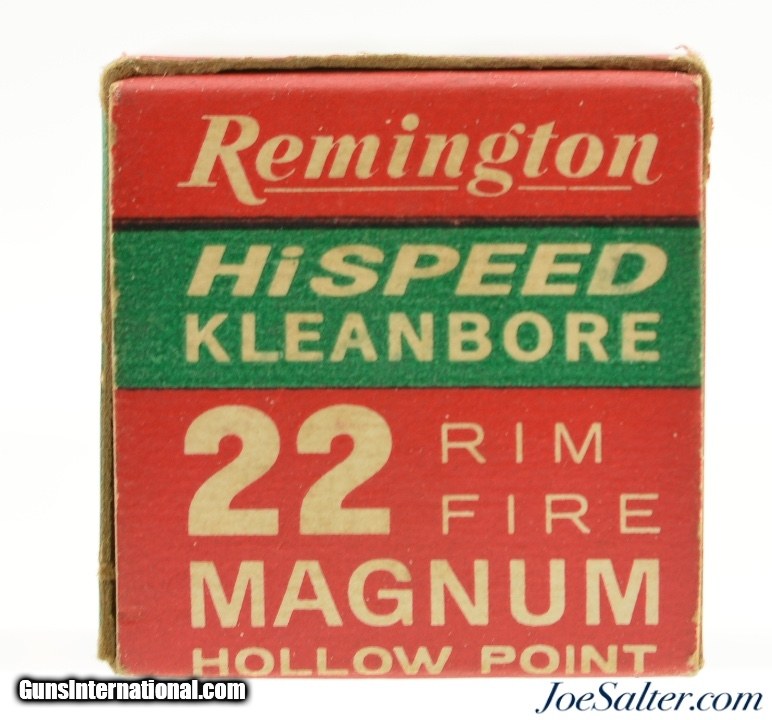 Remington
HiSPEED
KLEANBORE
22 RIM
FIRE
MAGNUM
HOLLOW POINT
GunsInternational.com
JoeSalter.com